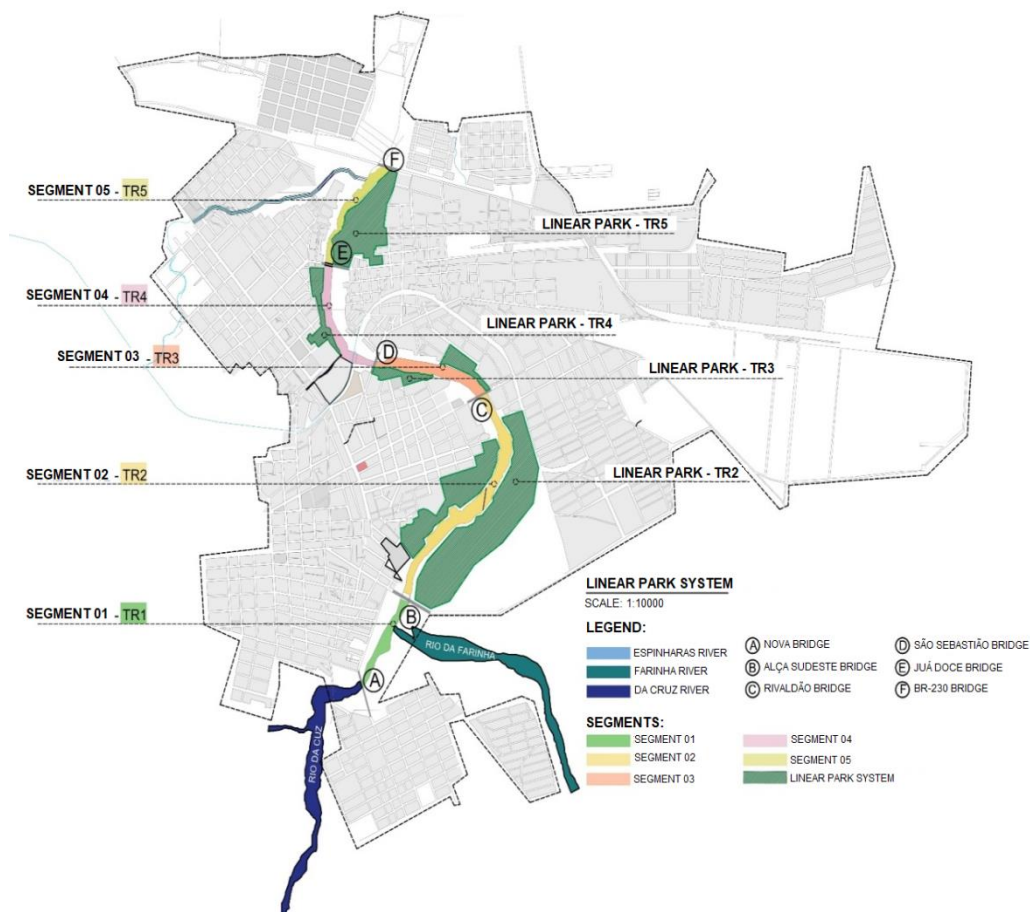 F
SEGMENT 05 - TR5
LINEAR PARK - TR5
E
SEGMENT 04 - TR4
LINEAR PARK - TR4
SEGMENT 03 - TR3
D
LINEAR PARK - TR3
C
SEGMENT 02 - TR2
LINEAR PARK - TR2
SEGMENT 01 - TR1
B
RIO DA FARINHA
A
RIO DA CUZ
LINEAR PARK SYSTEM
SCALE: 1:10000
LEGEND:
ESPINHARAS RIVER
FARINHA RIVER
DA CRUZ RIVER
A NOVA BRIDGE
B ALÇA SUDESTE BRIDGE
C RIVALDÃO BRIDGE
D SÃO SEBASTIÃO BRIDGE
E JUÁ DOCE BRIDGE
F BR-230 BRIDGE
SEGMENTS:
SEGMENT 01
SEGMENT 02
SEGMENT 03
SEGMENT 04
SEGMENT 05
LINEAR PARK SYSTEM